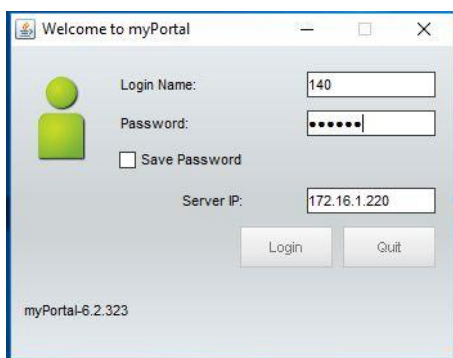 Welcome to myPortal
Login Name: 140
Password: ••••••
Save Password
Server IP: 172.16.1.220
Login Quit
myPortal-6.2.323